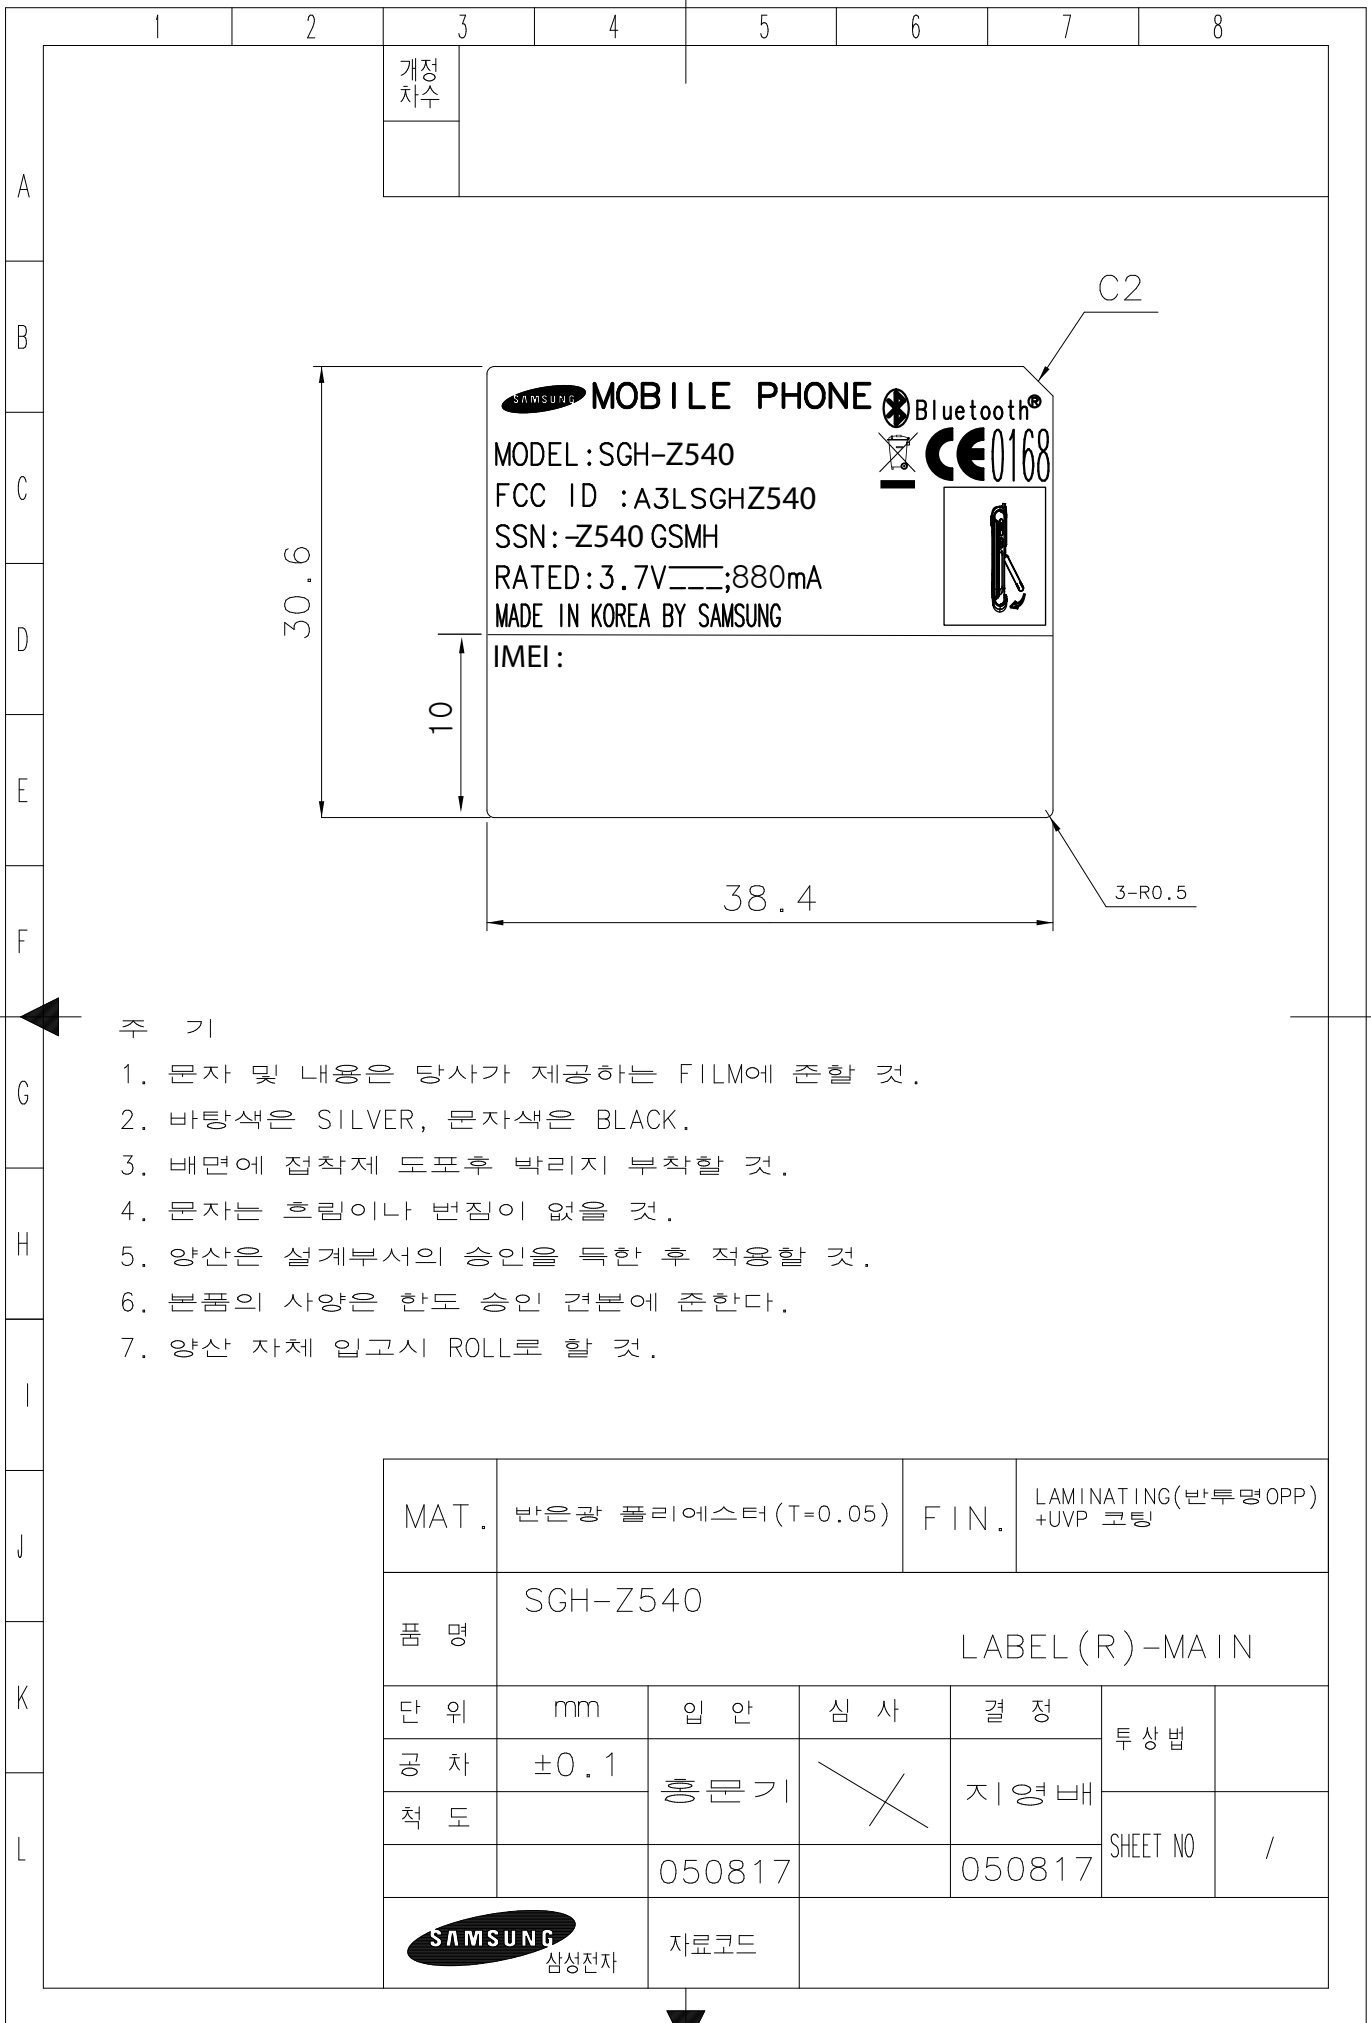 1 2 3 4 5 6 7 8
개정
차수
A
B
C
D
E
F
G
H
I
J
K
L
C2
SAMSUNG MOBILE PHONE
Bluetooth®
MODEL:SGH-Z540
CE0168
FCC ID :A3LSGHZ540
SSN:-Z540GSMH
RATED:3.7V;880mA
MADE IN KOREA BY SAMSUNG
IMEI:
30.6
10
38.4
3-R0.5
주 기
1. 문자 및 내용은 당사가 제공하는 FILM에 준할 것.
2. 바탕색은 SILVER, 문자색은 BLACK.
3. 배면에 접착제 도포후 박리지 부착할 것.
4. 문자는 흐림이나 번짐이 없을 것.
5. 양산은 설계부서의 승인을 득한 후 적용할 것.
6. 본품의 사양은 한도 승인 견본에 준한다.
7. 양산 자체 입고시 ROLL로 할 것.
MAT. 반은광 폴리에스터(T=0.05) FIN. LAMINATING(반투명OPP)
+UVP 코팅
품 명 SGH-Z540
LABEL(R)-MAIN
단 위 mm 입 안 심 사 결 정 투상법
공 차 ±0.1 홍문기 지영배
척 도
SHEET NO /
050817 050817
SAMSUNG
삼성전자 자료코드